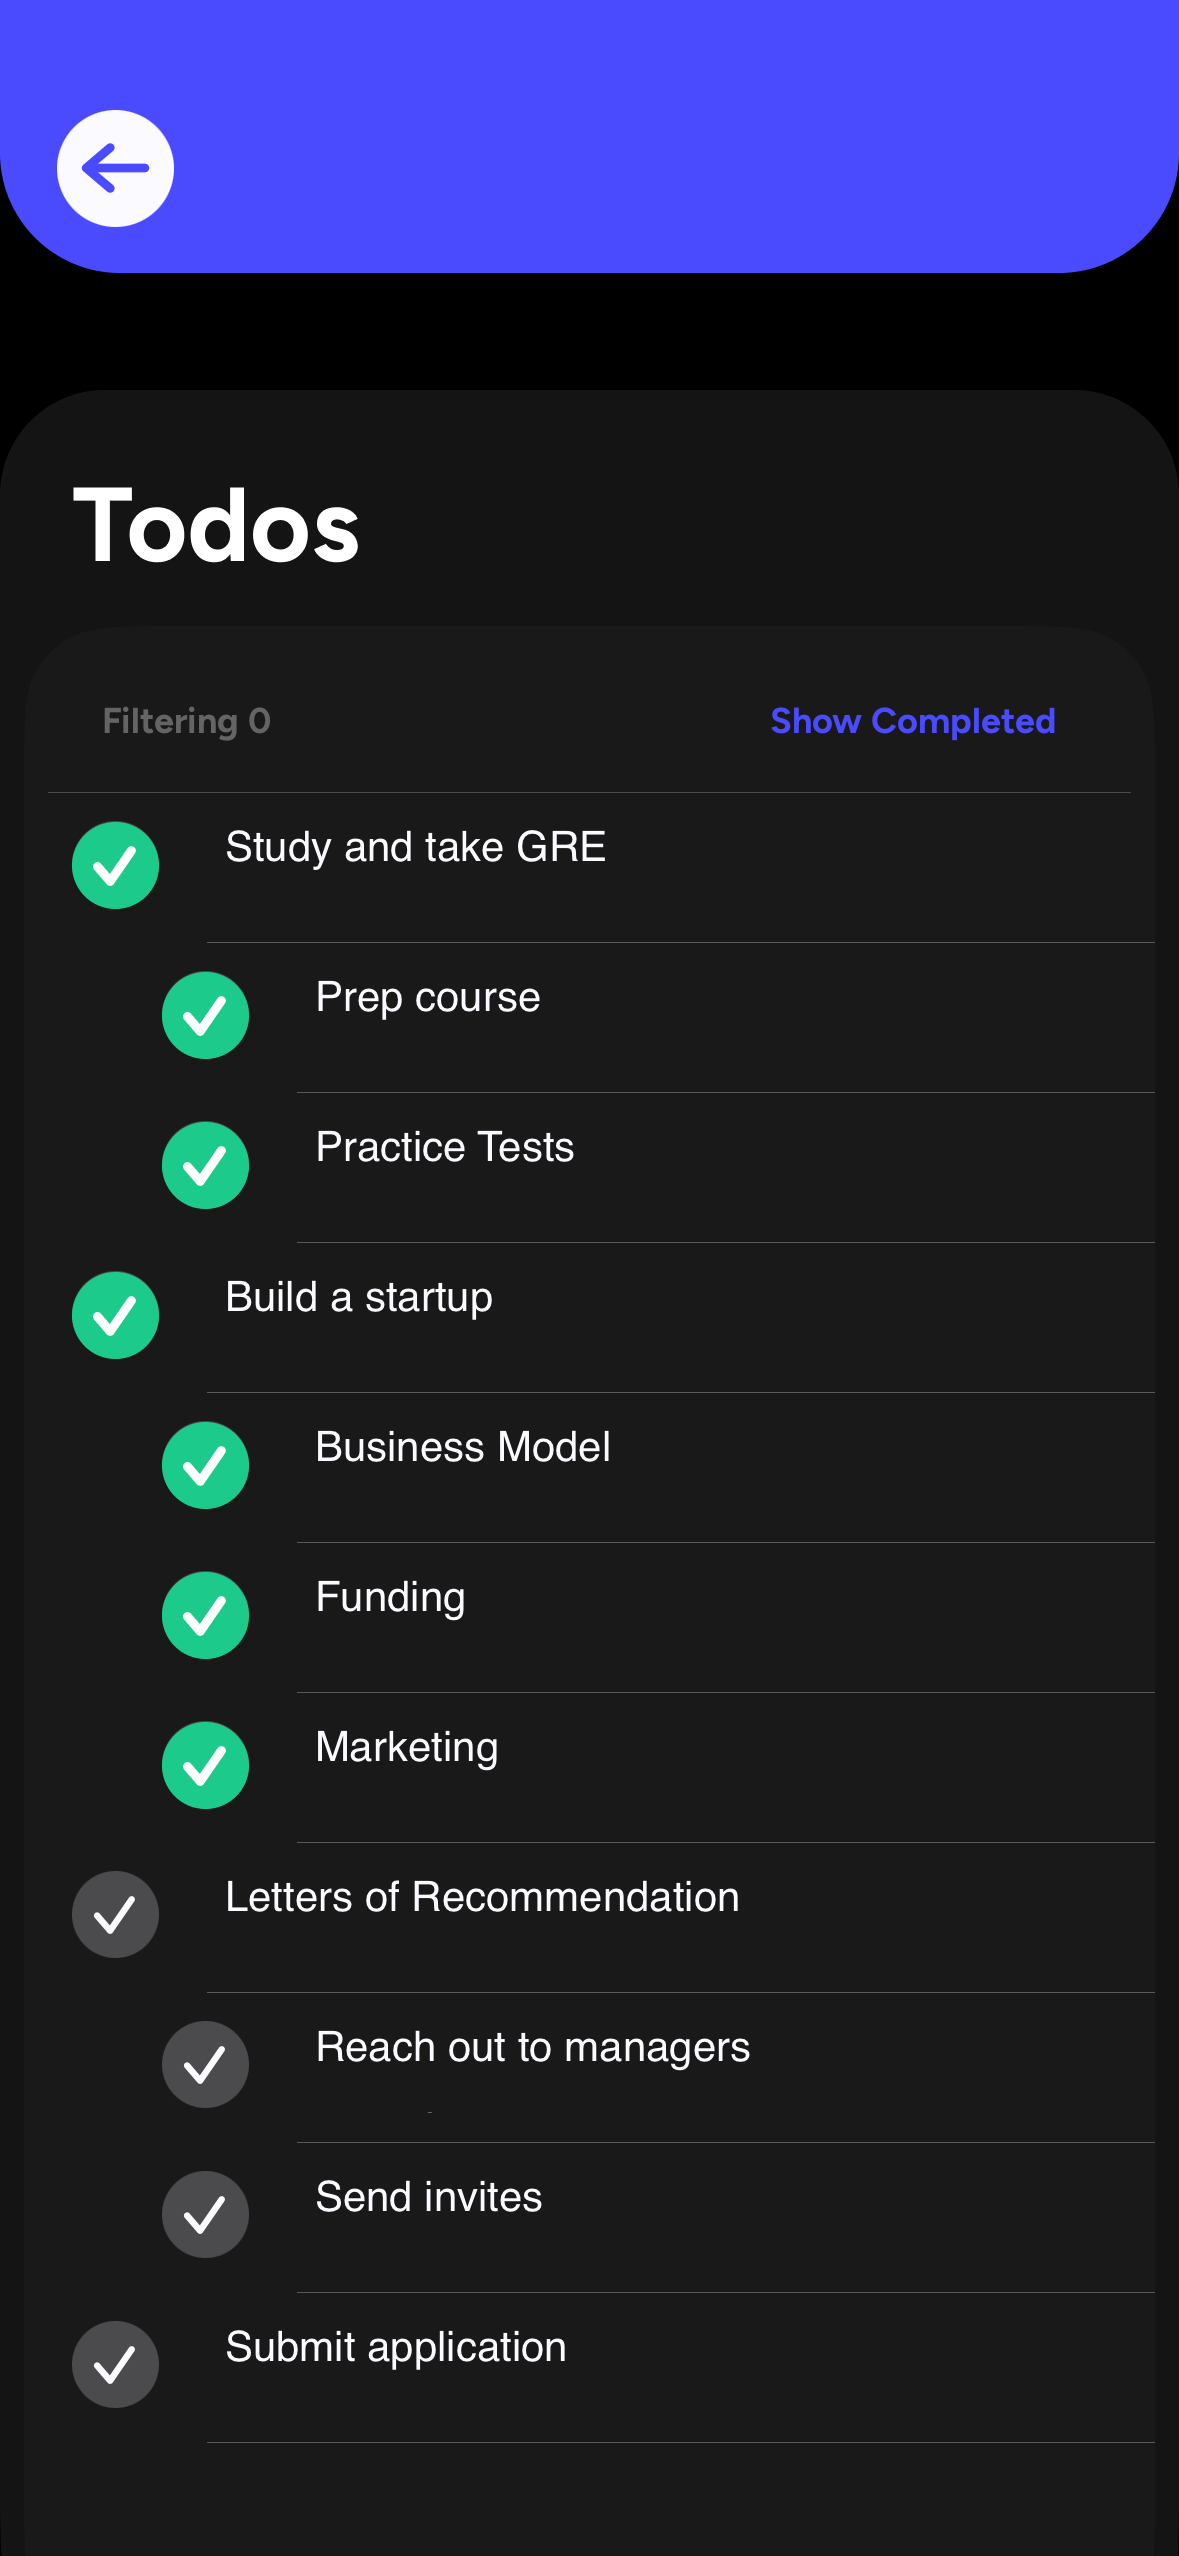 Todos
Filtering 0
Show Completed
Study and take GRE
Prep course
Practice Tests
Build a startup
Business Model
Funding
Marketing
Letters of Recommendation
Reach out to managers
Send invites
Submit application